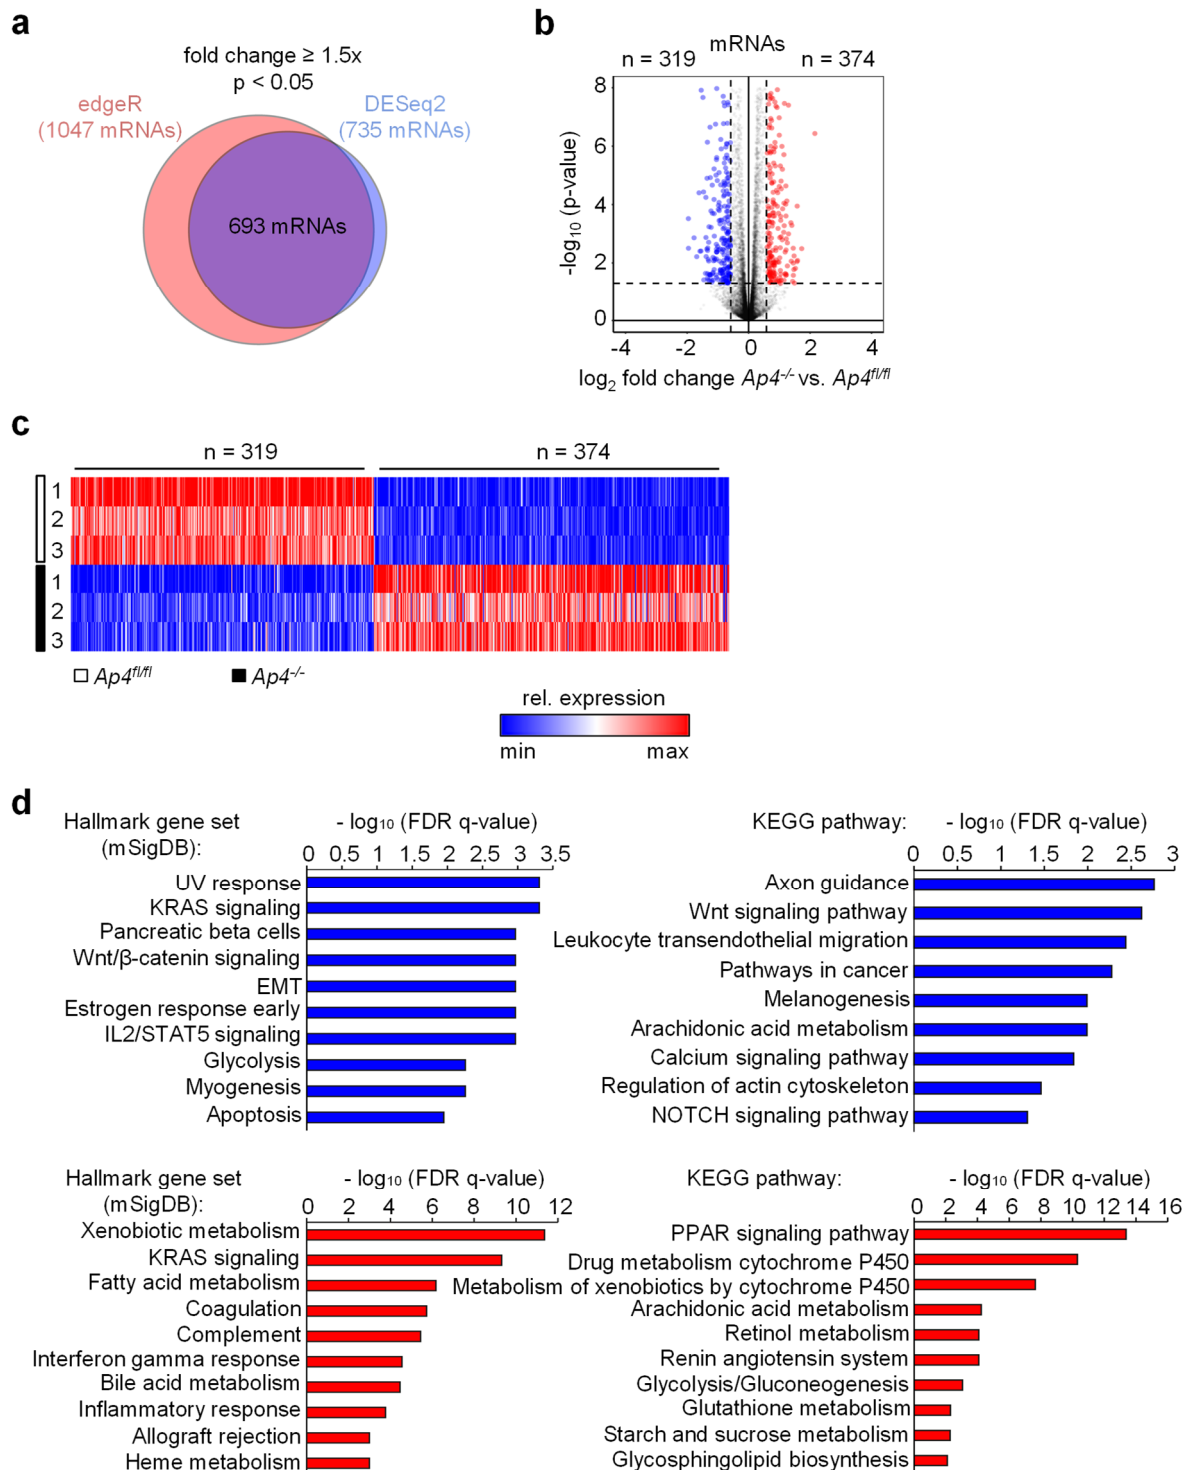 a
fold change ≥ 1.5x
p < 0.05
edgeR
(1047 mRNAs)
DESeq2
(735 mRNAs)
693 mRNAs
b
mRNAs
n = 319
n = 374
-log10 (p-value)
8
6
4
2
0
-4 -2 0 2 4
log2 fold change Ap4-/- vs. Ap4fl/fl
c
n = 319
n = 374
1
2
3
1
2
3
Ap4fl/fl
Ap4-/-
rel. expression
min max
d
Hallmark gene set
(mSigDB):
- log10 (FDR q-value)
0 0.5 1 1.5 2 2.5 3 3.5
UV response
KRAS signaling
Pancreatic beta cells
Wnt/β-catenin signaling
EMT
Estrogen response early
IL2/STAT5 signaling
Glycolysis
Myogenesis
Apoptosis
KEGG pathway:
- log10 (FDR q-value)
0 0.5 1 1.5 2 2.5 3
Axon guidance
Wnt signaling pathway
Leukocyte transendothelial migration
Pathways in cancer
Melanogenesis
Arachidonic acid metabolism
Calcium signaling pathway
Regulation of actin cytoskeleton
NOTCH signaling pathway
Hallmark gene set
(mSigDB):
- log10 (FDR q-value)
0 2 4 6 8 10 12
Xenobiotic metabolism
KRAS signaling
Fatty acid metabolism
Coagulation
Complement
Interferon gamma response
Bile acid metabolism
Inflammatory response
Allograft rejection
Heme metabolism
KEGG pathway:
- log10 (FDR q-value)
0 2 4 6 8 10 12 14 16
PPAR signaling pathway
Drug metabolism cytochrome P450
Metabolism of xenobiotics by cytochrome P450
Arachidonic acid metabolism
Retinol metabolism
Renin angiotensin system
Glycolysis/Gluconeogenesis
Glutathione metabolism
Starch and sucrose metabolism
Glycosphingolipid biosynthesis